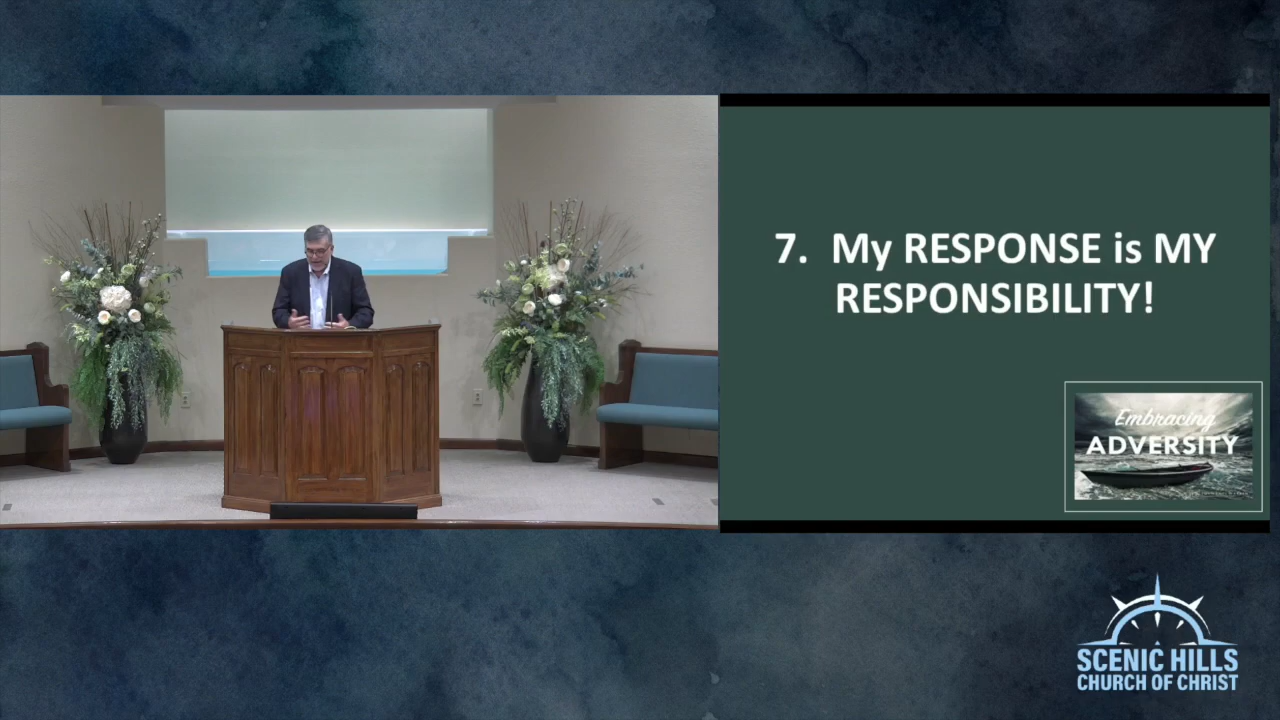 7. My RESPONSE is MY
RESPONSIBILITY!
Embracing
ADVERSITY
SCENIC HILLS
CHURCH OF CHRIST